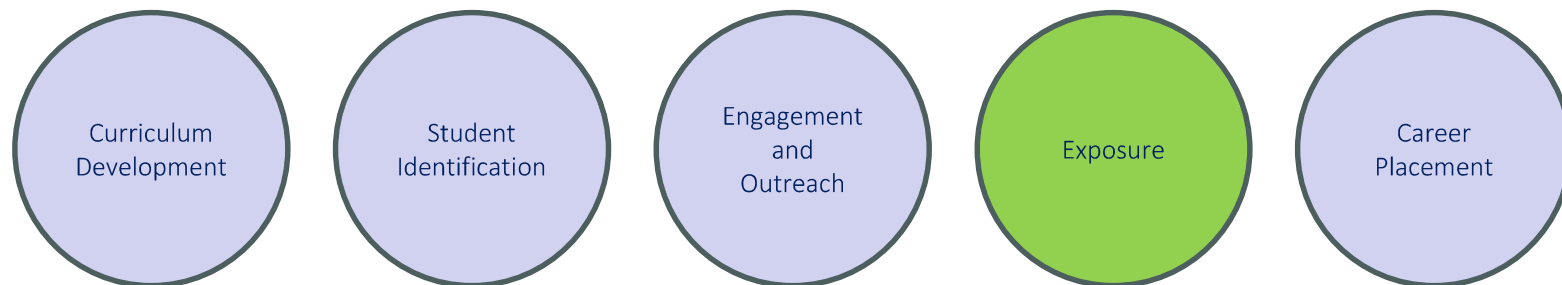 Curriculum
Development
Student
Identification
Engagement
and
Outreach
Exposure
Career
Placement